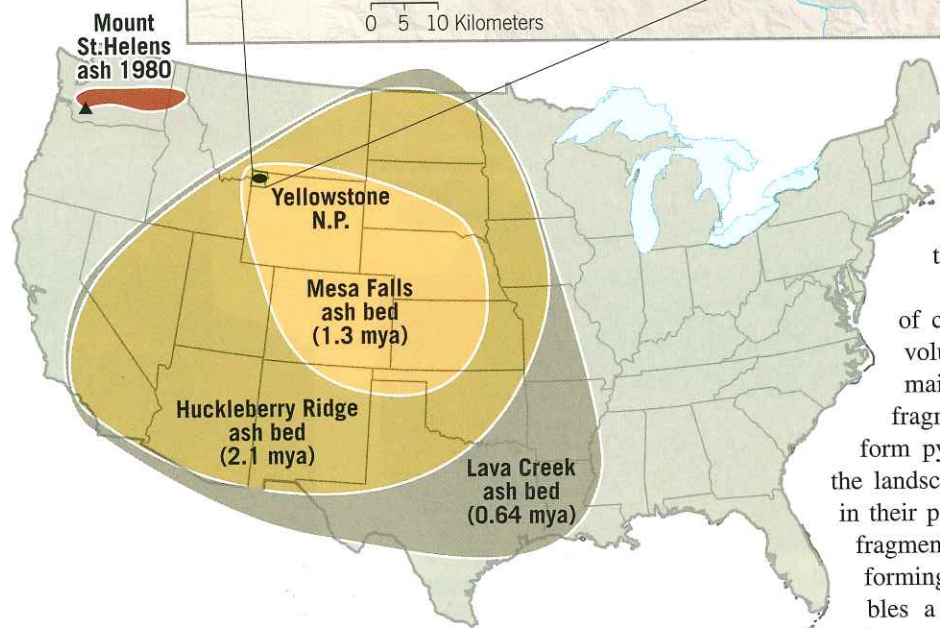 0 5 10 Kilometers
Mount
St.Helens
ash 1980
Yellowstone
N.P.
Mesa Falls
ash bed
(1.3 mya)
Huckleberry Ridge
ash bed
(2.1 mya)
Lava Creek
ash bed
(0.64 mya)
t
of c
volu
mai
fragn
form py
the landsc
in their p
fragmen
forming
bles a